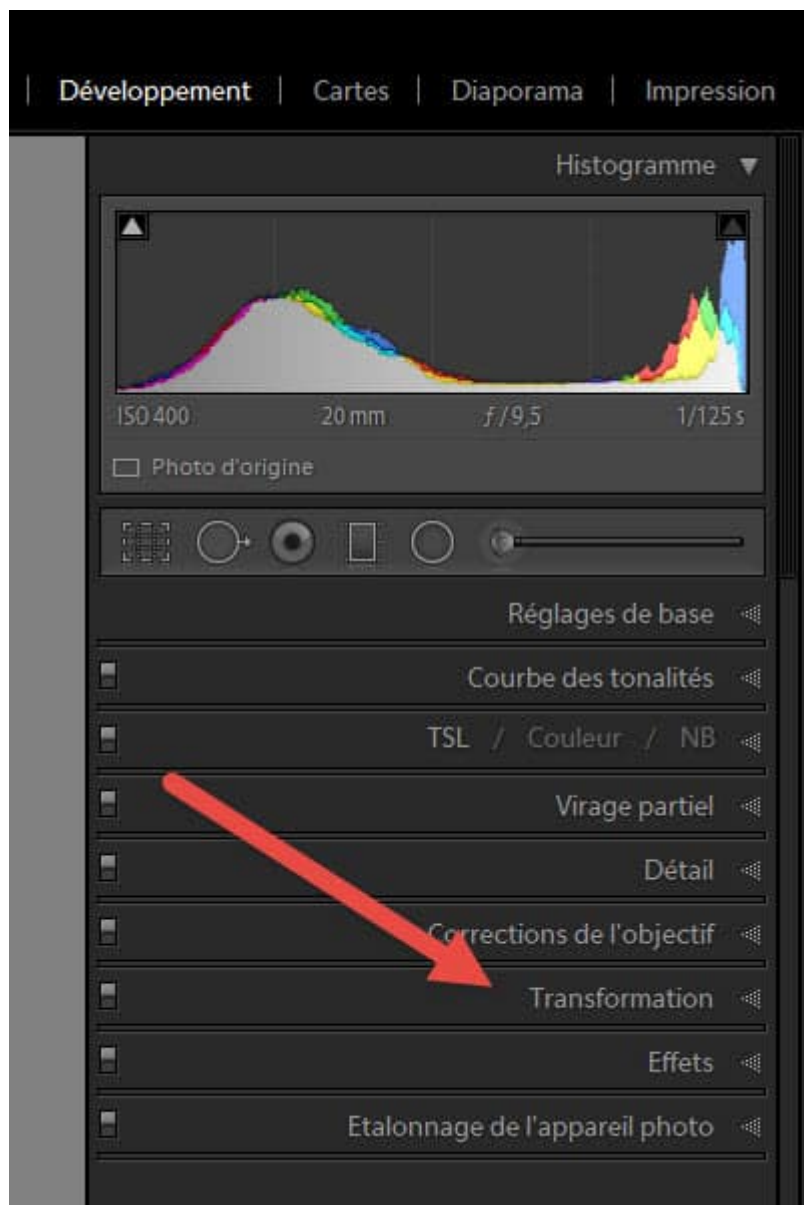 Développement | Cartes | Diaporama | Impression
Histogramme
ISO 400 20 mm ƒ/9,5 1/125 s
Photo d'origine
Réglages de base
Courbe des tonalités
TSL / Couleur / NB
Virage partiel
Détail
Corrections de l'objectif
Transformation
Effets
Etalonnage de l'appareil photo